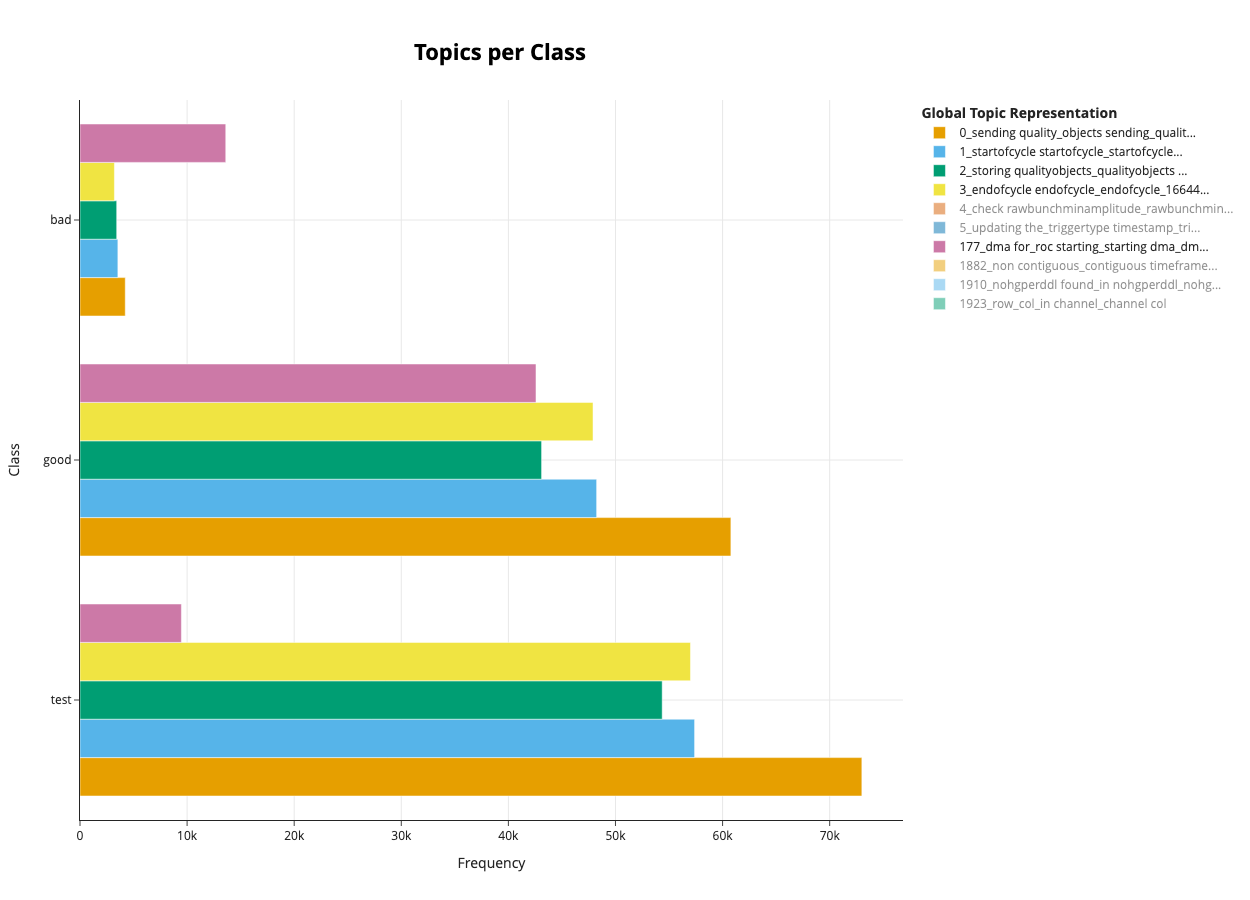 Topics per Class
Global Topic Representation
0_sending quality_objects sending_qualit...
1_startofcycle startofcycle_startofcycle...
2_storing qualityobjects_qualityobjects ...
3_endofcycle endofcycle_endofcycle_16644...
4_check rawbunchminamplitude_rawbunchmin...
5_updating the_triggertype timestamp_tri...
177_dma for_roc starting_starting dma_dm...
1882_non contiguous_contiguous timeframe...
1910_nohgperddl found_in nohgperddl_nohg...
1923_row_col_in channel_channel col
Class
bad
good
test
0 10k 20k 30k 40k 50k 60k 70k
Frequency